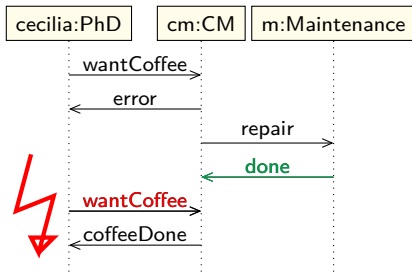 cecilia:PhD cm:CM m:Maintenance
wantCoffee
error
repair
done
wantCoffee
coffeeDone